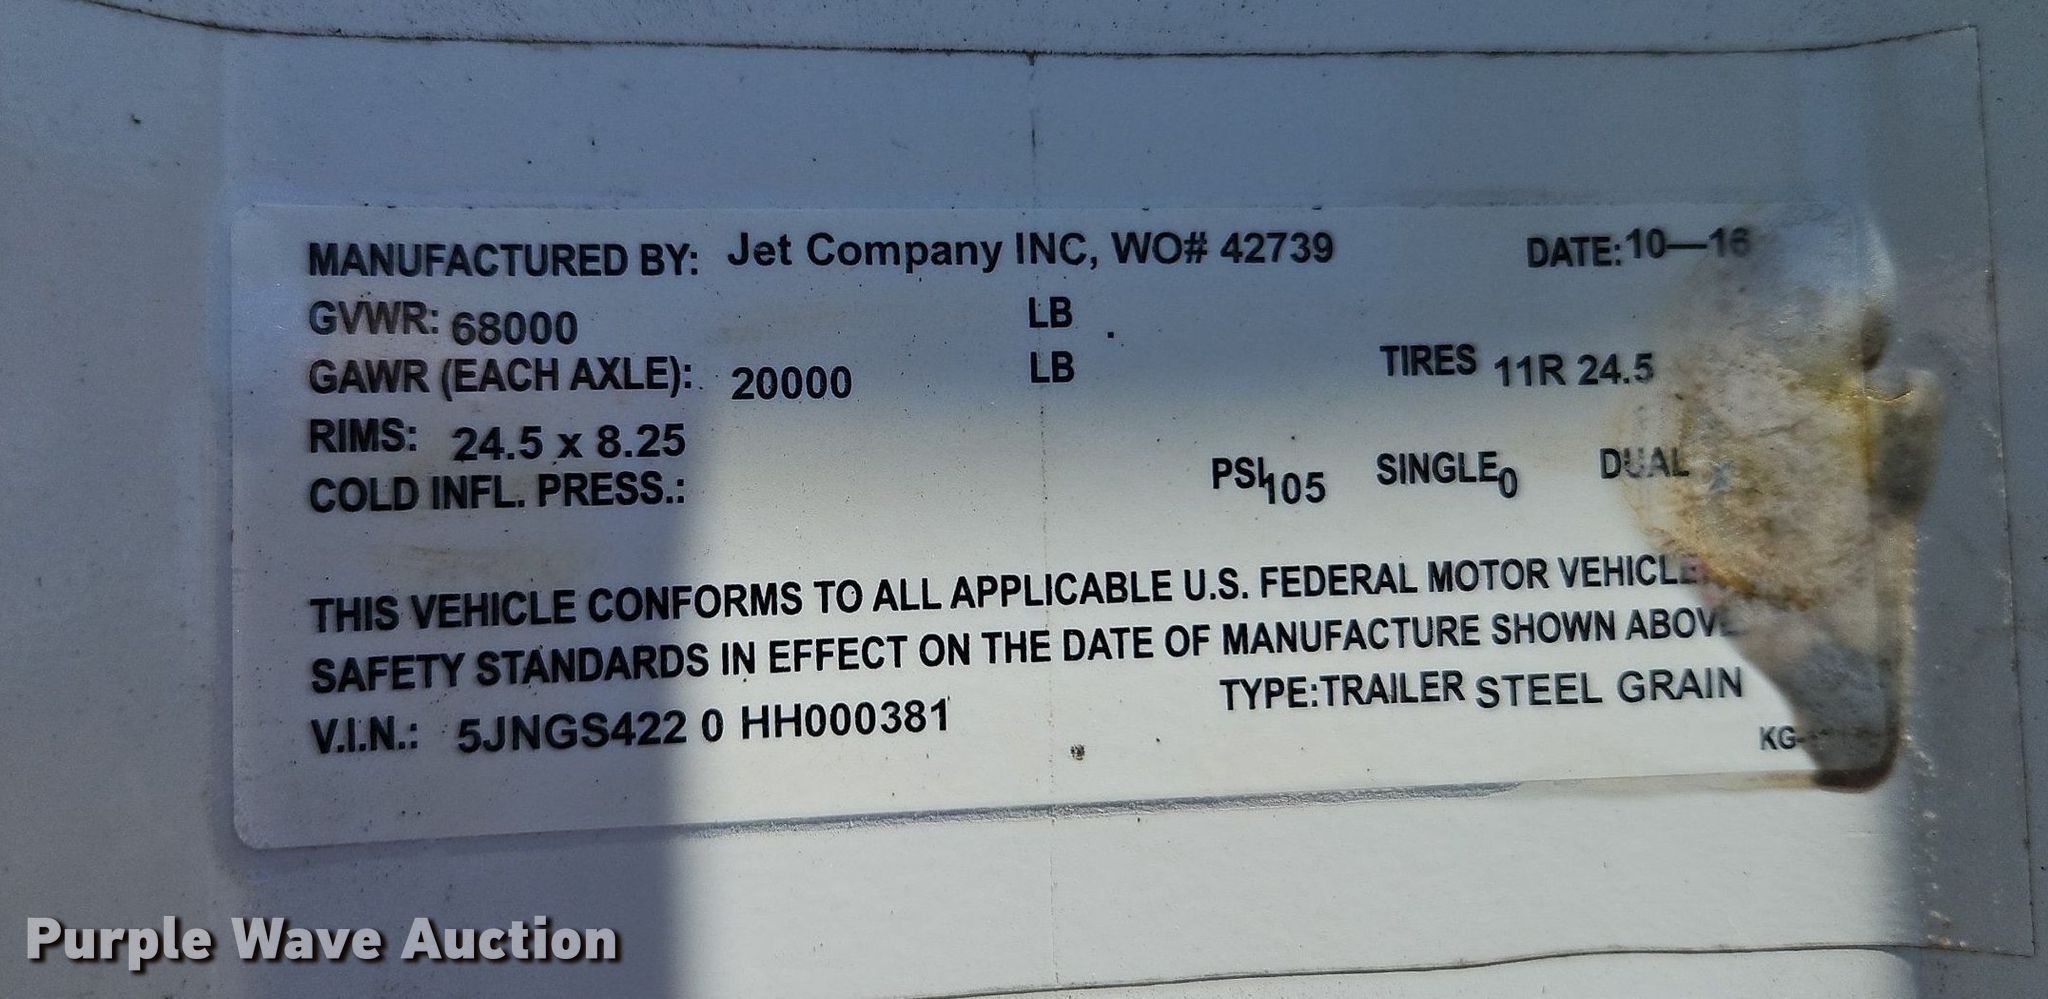 MANUFACTURED BY: Jet Company INC, WO# 42739 DATE: 10—16
GVWR: 68000 LB
GAWR (EACH AXLE): 20000 LB TIRES 11R 24.5
RIMS: 24.5 x 8.25
COLD INFL. PRESS.: PSI 105 SINGLE 0 DUAL x
THIS VEHICLE CONFORMS TO ALL APPLICABLE U.S. FEDERAL MOTOR VEHICLE
SAFETY STANDARDS IN EFFECT ON THE DATE OF MANUFACTURE SHOWN ABOVE
V.I.N.: 5JNGS422 0 HH000381 TYPE: TRAILER STEEL GRAIN
Purple Wave Auction